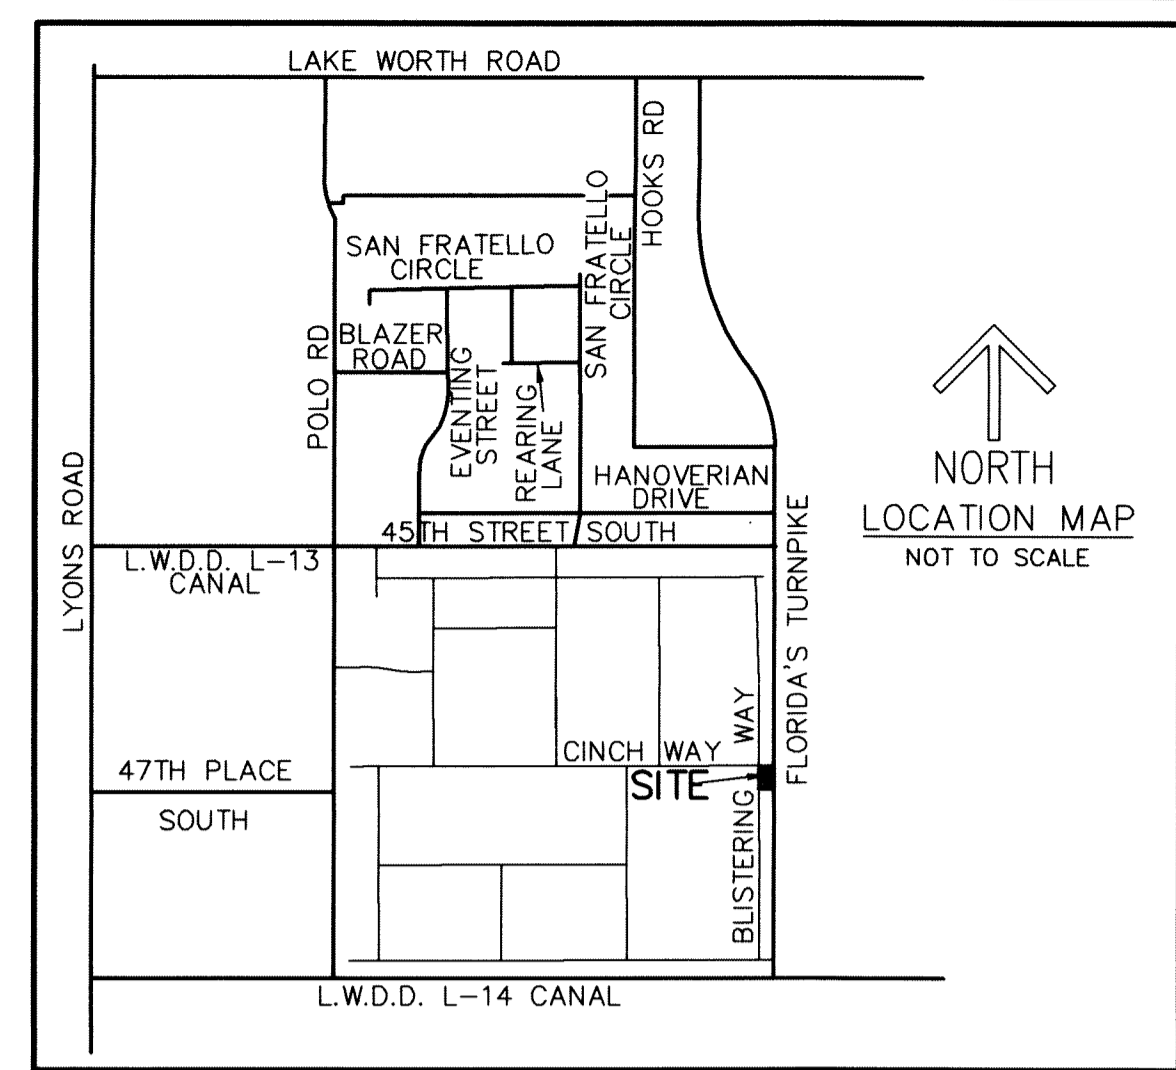 LAKE WORTH ROAD
HOOKS RD
SAN FRATELLO
CIRCLE
SAN FRATELLO
CIRCLE
BLAZER
ROAD
POLO RD
EVENTING
STREET
REARING
LANE
HANOVERIAN
DRIVE
NORTH
LOCATION MAP
NOT TO SCALE
LYONS ROAD
45TH STREET SOUTH
L.W.D.D. L-13
CANAL
FLORIDA'S TURNPIKE
CINCH WAY
BLISTERING WAY
SITE
47TH PLACE
SOUTH
L.W.D.D. L-14 CANAL